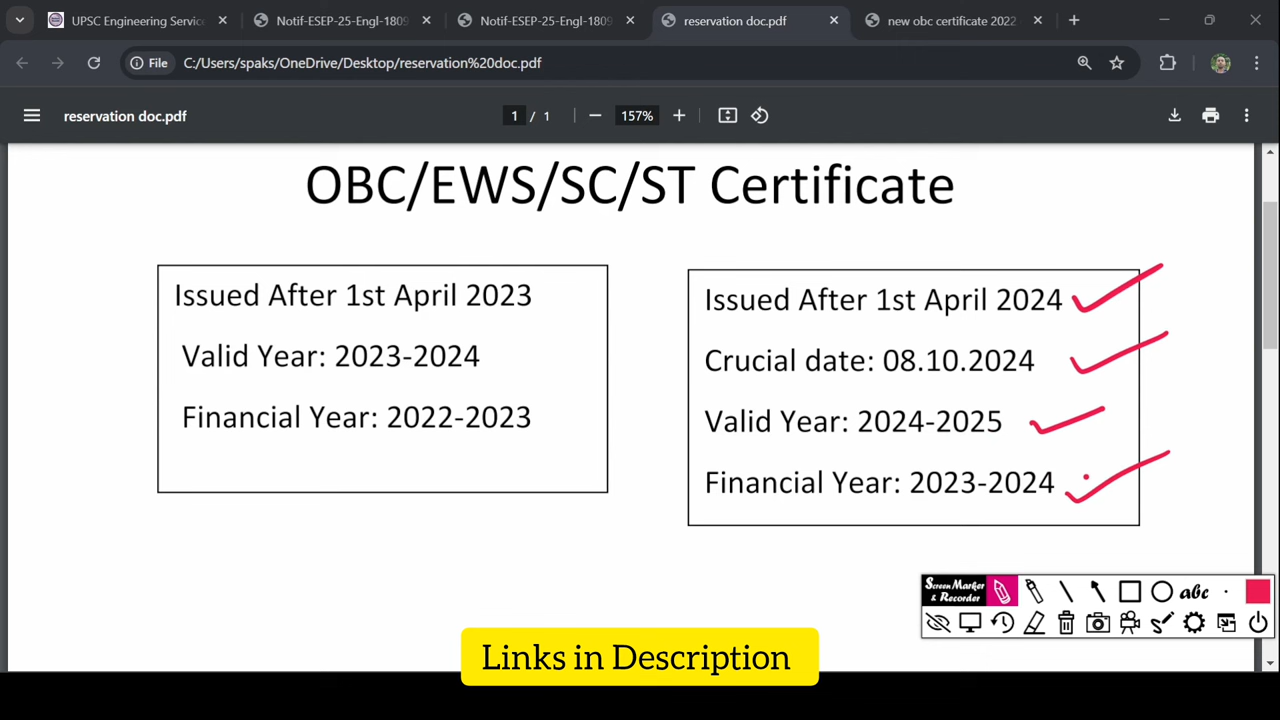 UPSC Engineering Service
Notif-ESEP-25-Engl-1809
Notif-ESEP-25-Engl-1809
reservation doc.pdf
new obc certificate 2022
File
C:/Users/spaks/OneDrive/Desktop/reservation%20doc.pdf
reservation doc.pdf
1 / 1
157%
OBC/EWS/SC/ST Certificate
Issued After 1st April 2023
Valid Year: 2023-2024
Financial Year: 2022-2023
Issued After 1st April 2024
Crucial date: 08.10.2024
Valid Year: 2024-2025
Financial Year: 2023-2024
Screen Marker
& Recorder
abc
Links in Description